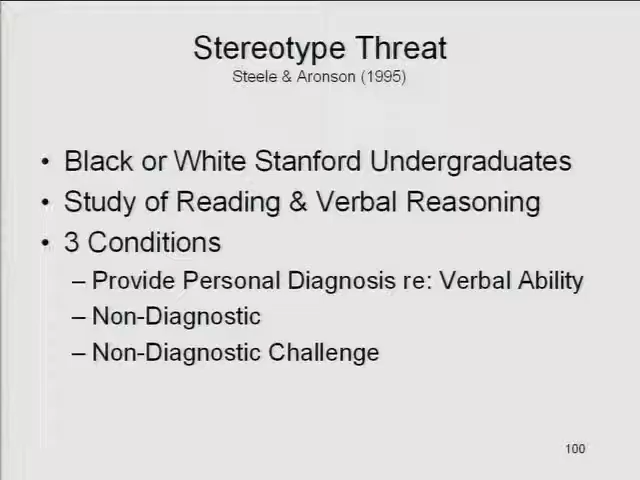 Stereotype Threat
Steele & Aronson (1995)
• Black or White Stanford Undergraduates
• Study of Reading & Verbal Reasoning
• 3 Conditions
– Provide Personal Diagnosis re: Verbal Ability
– Non-Diagnostic
– Non-Diagnostic Challenge
100